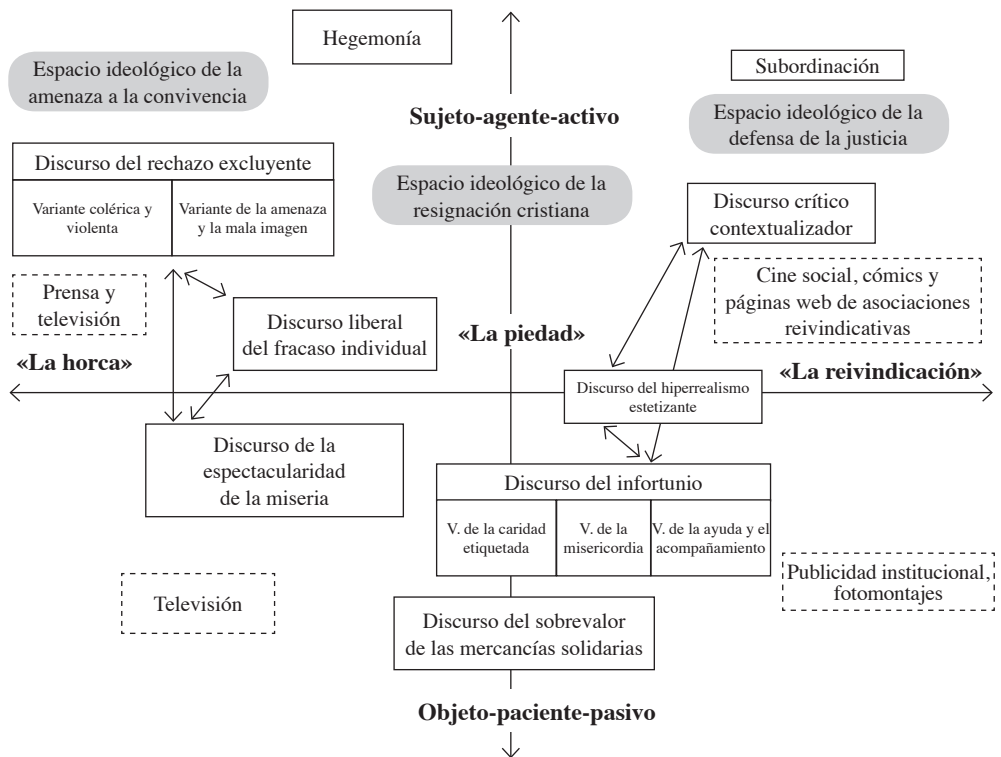 Hegemonía
Espacio ideológico de la
amenaza a la convivencia
Subordinación
Sujeto-agente-activo
Espacio ideológico de la
defensa de la justicia
Discurso del rechazo excluyente
Variante colérica y
violenta
Variante de la amenaza
y la mala imagen
Espacio ideológico de la
resignación cristiana
Discurso crítico
contextualizador
Prensa y
televisión
Cine social, cómics y
páginas web de asociaciones
reivindicativas
Discurso liberal
del fracaso individual
«La horca»
«La piedad»
«La reivindicación»
Discurso del hiperrealismo
estetizante
Discurso de la
espectacularidad
de la miseria
Discurso del infortunio
V. de la caridad
etiquetada
V. de la
misericordia
V. de la ayuda y el
acompañamiento
Televisión
Publicidad institucional,
fotomontajes
Discurso del sobrevalor
de las mercancías solidarias
Objeto-paciente-pasivo